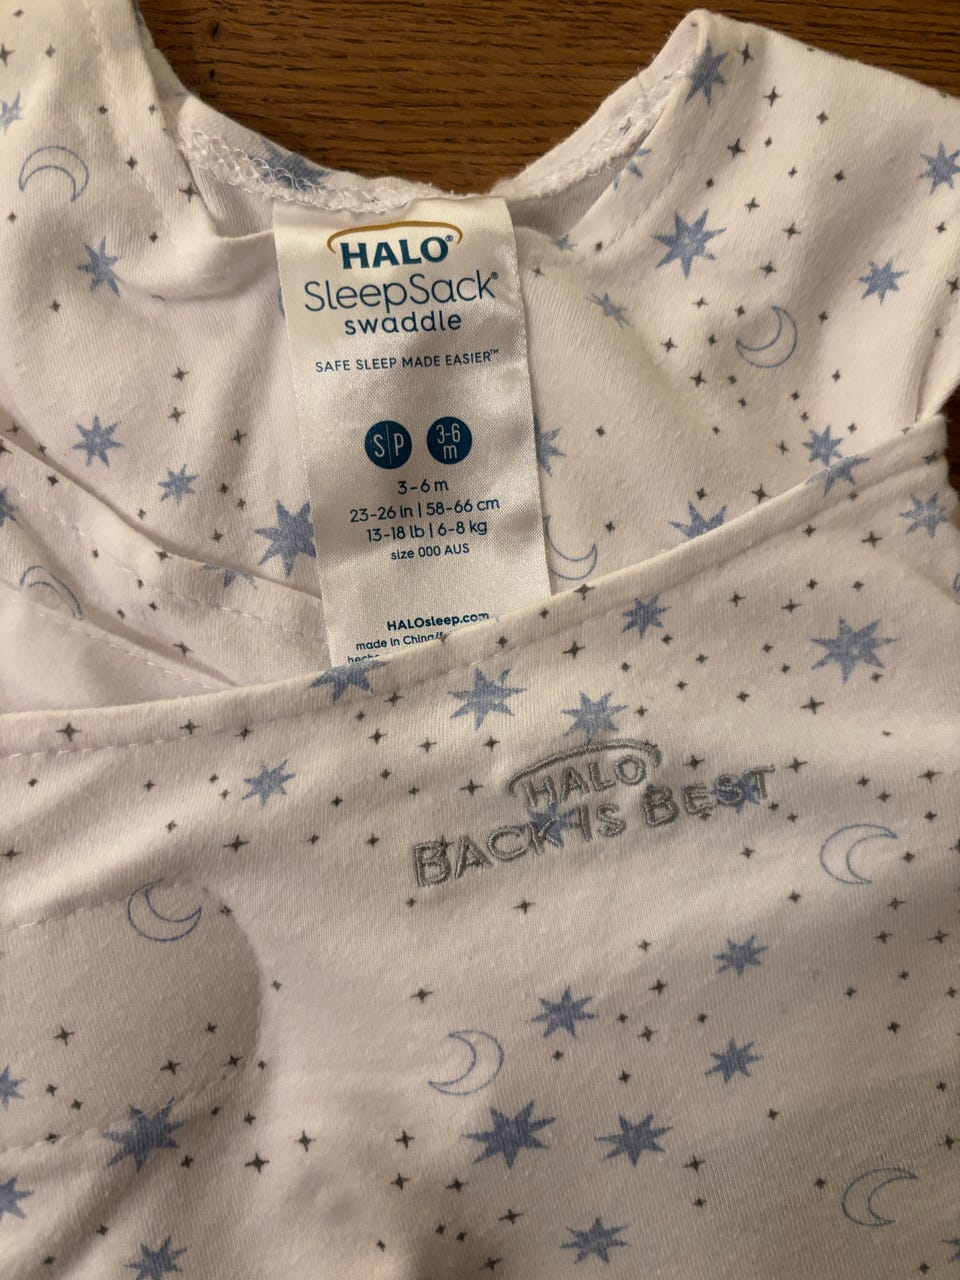 HALO®
SleepSack®
swaddle
SAFE SLEEP MADE EASIER™
S|P 3-6 m
3-6 m
23-26 in | 58-66 cm
13-18 lb | 6-8 kg
size 000 AUS
HALOsleep.com
made in China/
HALO
BACK IS BEST